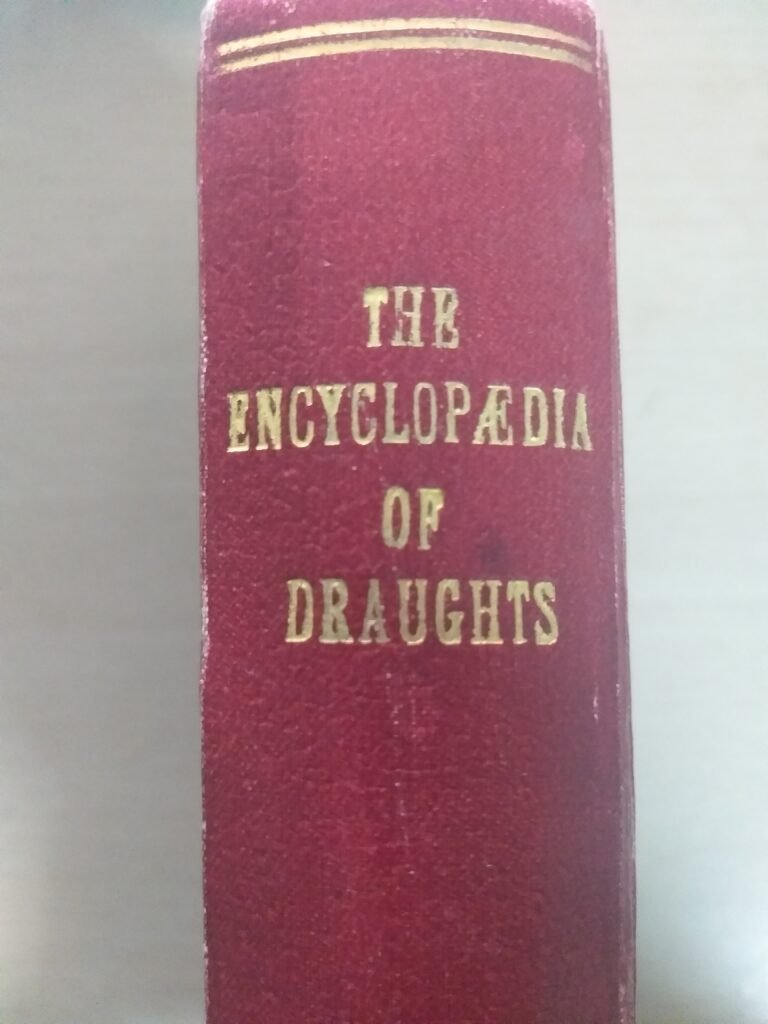 THE
ENCYCLOPÆDIA
OF
DRAUGHTS